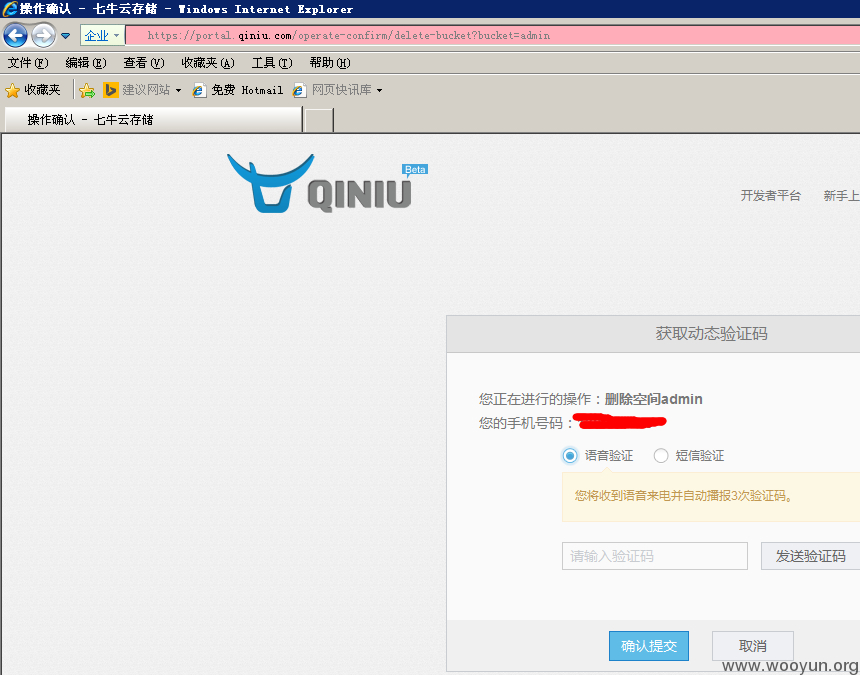 操作确认 - 七牛云存储 - Windows Internet Explorer
企业 https://portal.qiniu.com/operate-confirm/delete-bucket?bucket=admin
文件(F) 编辑(E) 查看(V) 收藏夹(A) 工具(T) 帮助(H)
收藏夹 建议网站 免费 Hotmail 网页快讯库
操作确认 - 七牛云存储
QINIU Beta
开发者平台 新手上
获取动态验证码
您正在进行的操作：删除空间admin
您的手机号码：
语音验证 短信验证
您将收到语音来电并自动播报3次验证码。
请输入验证码 发送验证码
确认提交 取消
www.wooyun.org